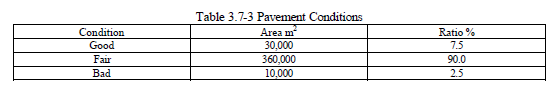 Table 3.7-3 Pavement Conditions
Condition Area m² Ratio %
Good 30,000 7.5
Fair 360,000 90.0
Bad 10,000 2.5